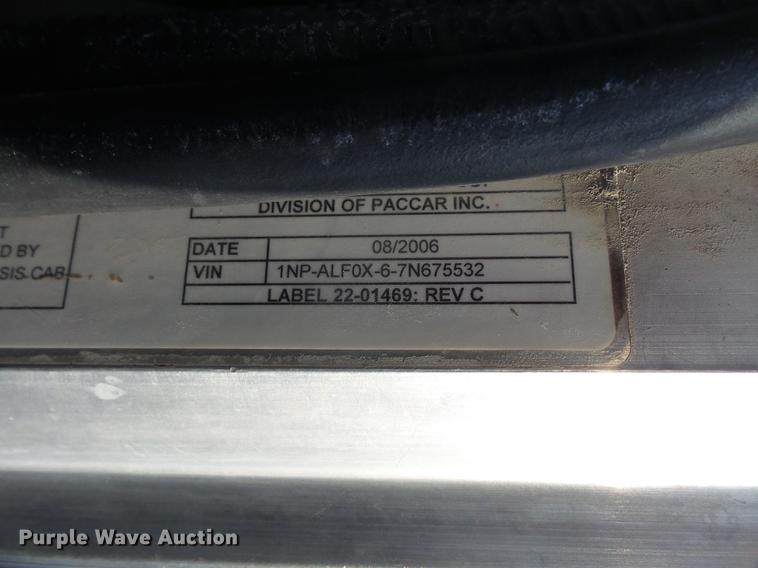 DIVISION OF PACCAR INC.
T
D BY
SIS CAB
DATE 08/2006
VIN 1NP-ALF0X-6-7N675532
LABEL 22-01469: REV C
Purple Wave Auction